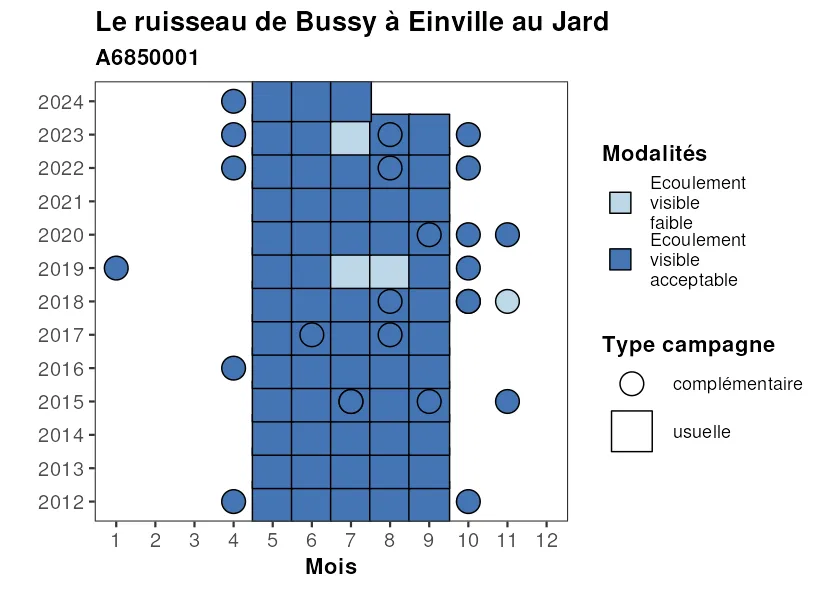 Le ruisseau de Bussy à Einville au Jard
A6850001
2024
2023
2022
2021
2020
2019
2018
2017
2016
2015
2014
2013
2012
1 2 3 4 5 6 7 8 9 10 11 12
Mois
Modalités
Ecoulement
visible
faible
Ecoulement
visible
acceptable
Type campagne
complémentaire
usuelle